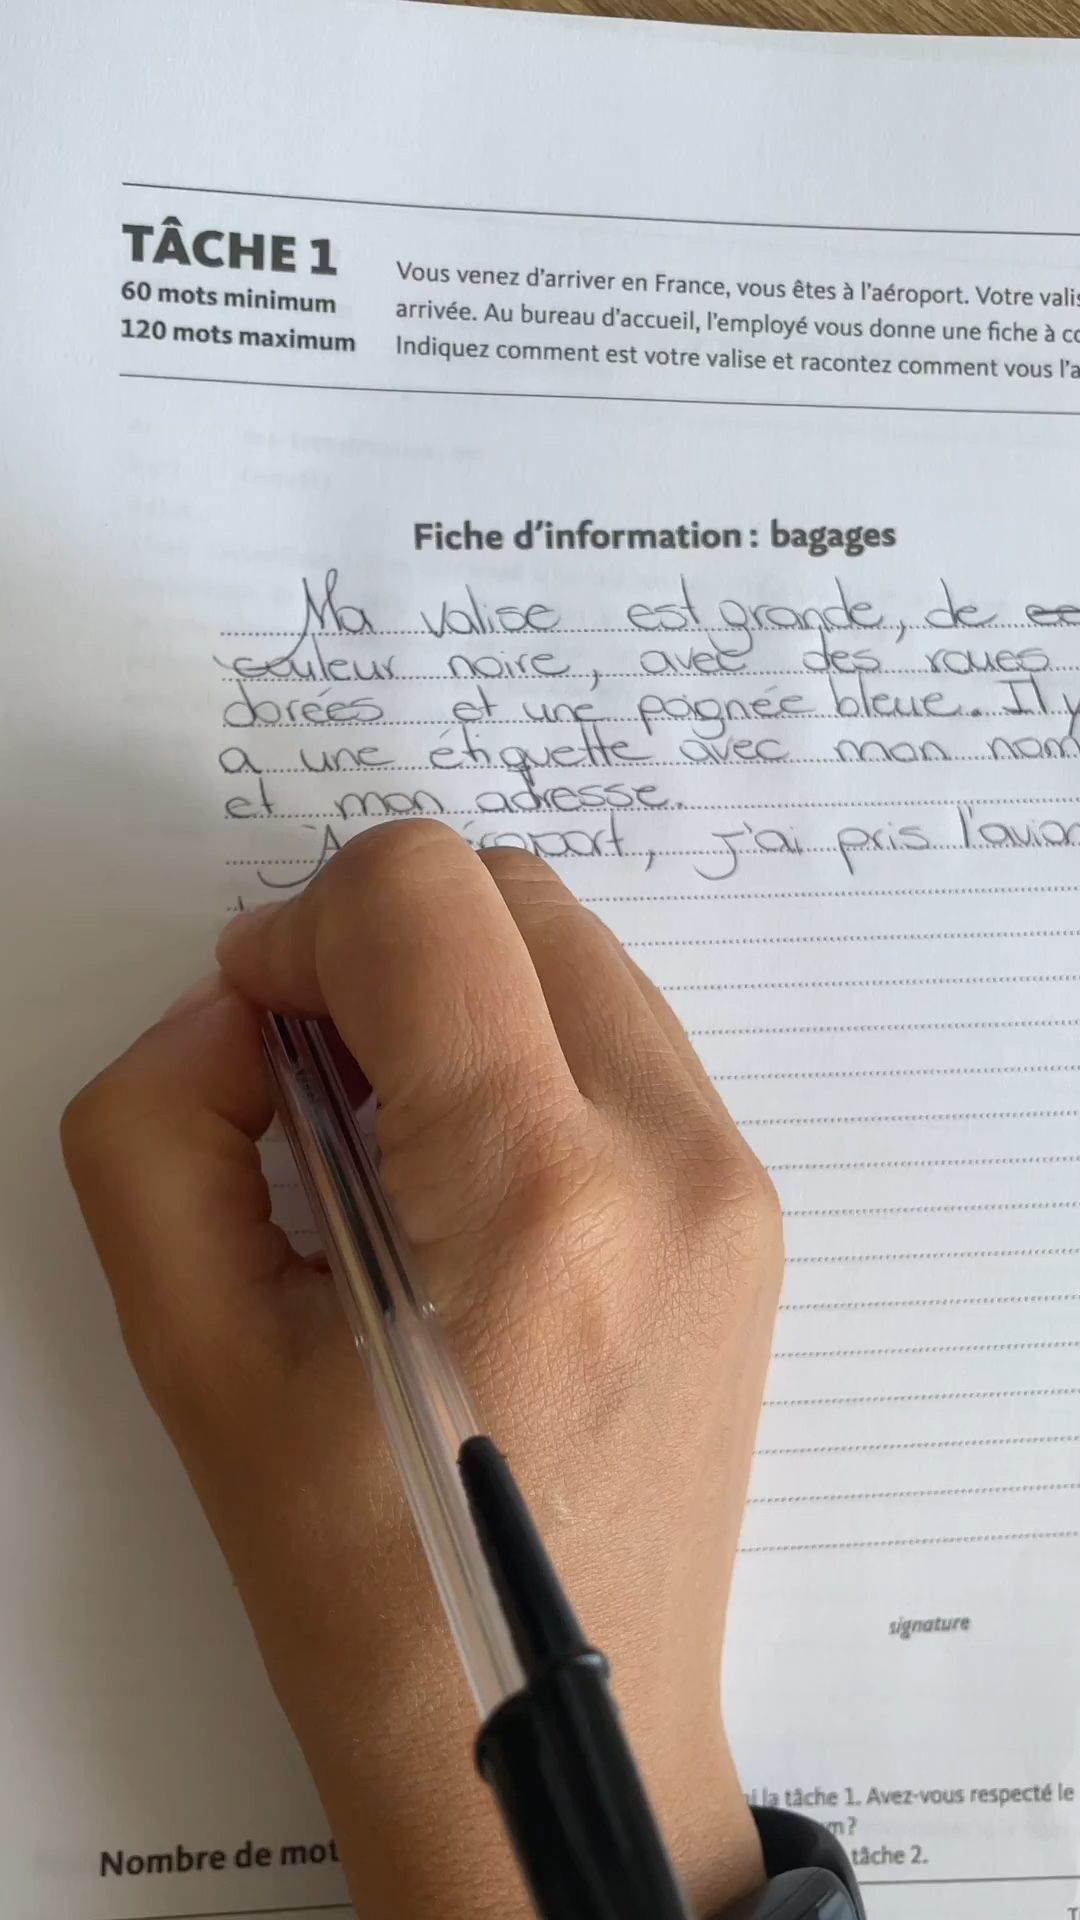 TÂCHE 1
60 mots minimum
120 mots maximum
Vous venez d'arriver en France, vous êtes à l'aéroport. Votre valis
arrivée. Au bureau d'accueil, l'employé vous donne une fiche à co
Indiquez comment est votre valise et racontez comment vous l'a
Fiche d'information : bagages
Ma valise est grande, de
couleur noire, avec des roues
dorées et une poignée bleue. Il y
a une étiquette avec mon nom
et mon adresse.
j'ai pris l'avion
signature
la tâche 1. Avez-vous respecté le
tâche 2.
Nombre de mot